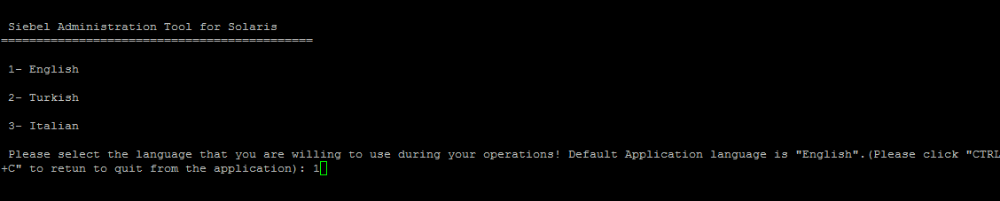 Siebel Administration Tool for Solaris
============================================
1- English
2- Turkish
3- Italian
Please select the language that you are willing to use during your operations! Default Application language is "English".(Please click "CTRL
+C" to retun to quit from the application): 1